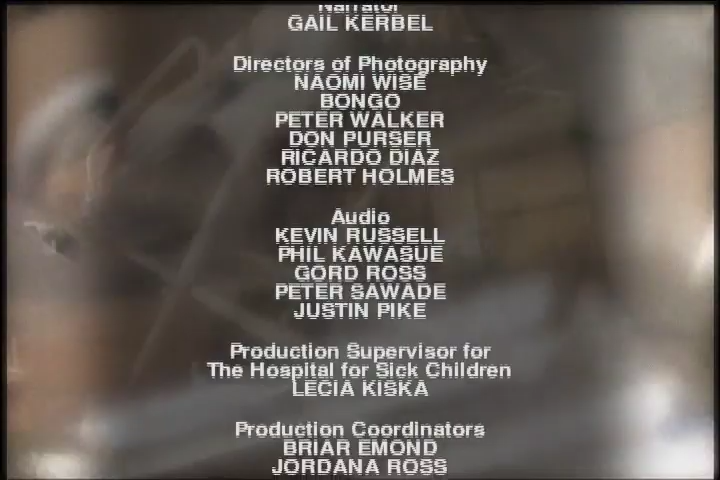 Narrator
GAIL KERBEL
Directors of Photography
NAOMI WISE
BONGO
PETER WALKER
DON PURSER
RICARDO DIAZ
ROBERT HOLMES
Audio
KEVIN RUSSELL
PHIL KAWASUE
GORD ROSS
PETER SAWADE
JUSTIN PIKE
Production Supervisor for
The Hospital for Sick Children
LECIA KISKA
Production Coordinators
BRIAR EMOND
JORDANA ROSS